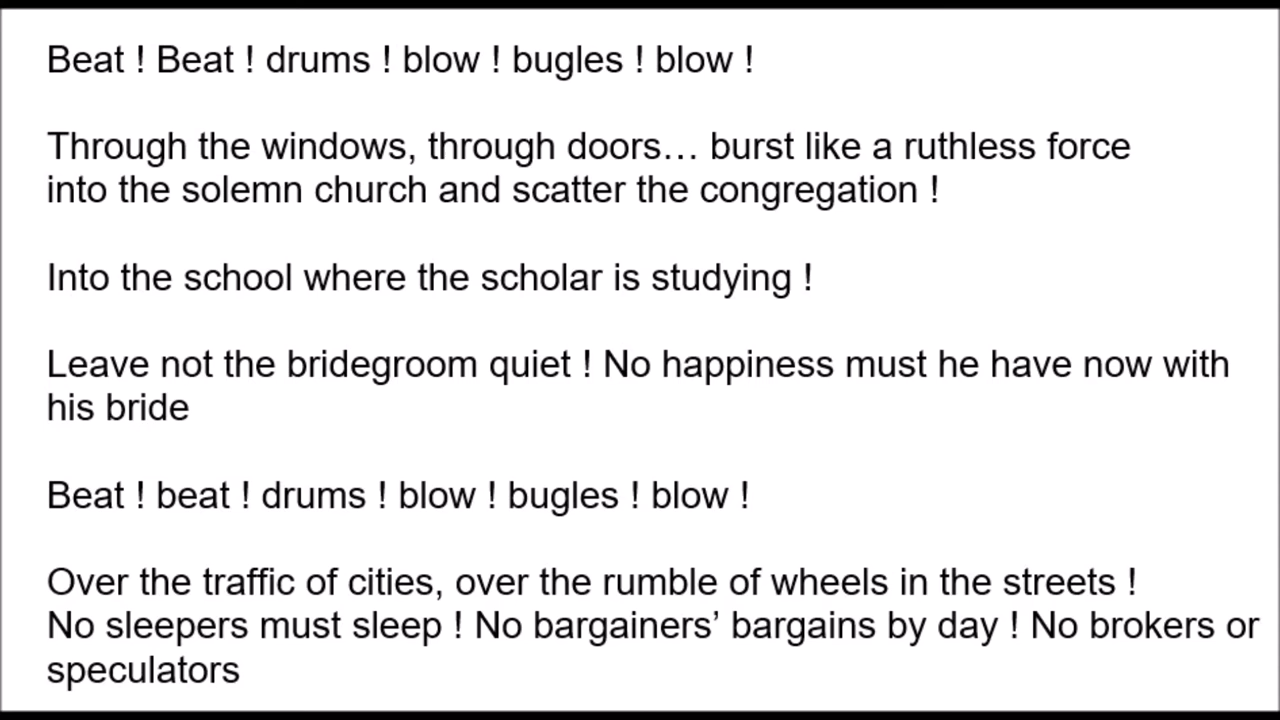 Beat ! Beat ! drums ! blow ! bugles ! blow !
Through the windows, through doors… burst like a ruthless force
into the solemn church and scatter the congregation !
Into the school where the scholar is studying !
Leave not the bridegroom quiet ! No happiness must he have now with
his bride
Beat ! beat ! drums ! blow ! bugles ! blow !
Over the traffic of cities, over the rumble of wheels in the streets !
No sleepers must sleep ! No bargainers’ bargains by day ! No brokers or
speculators